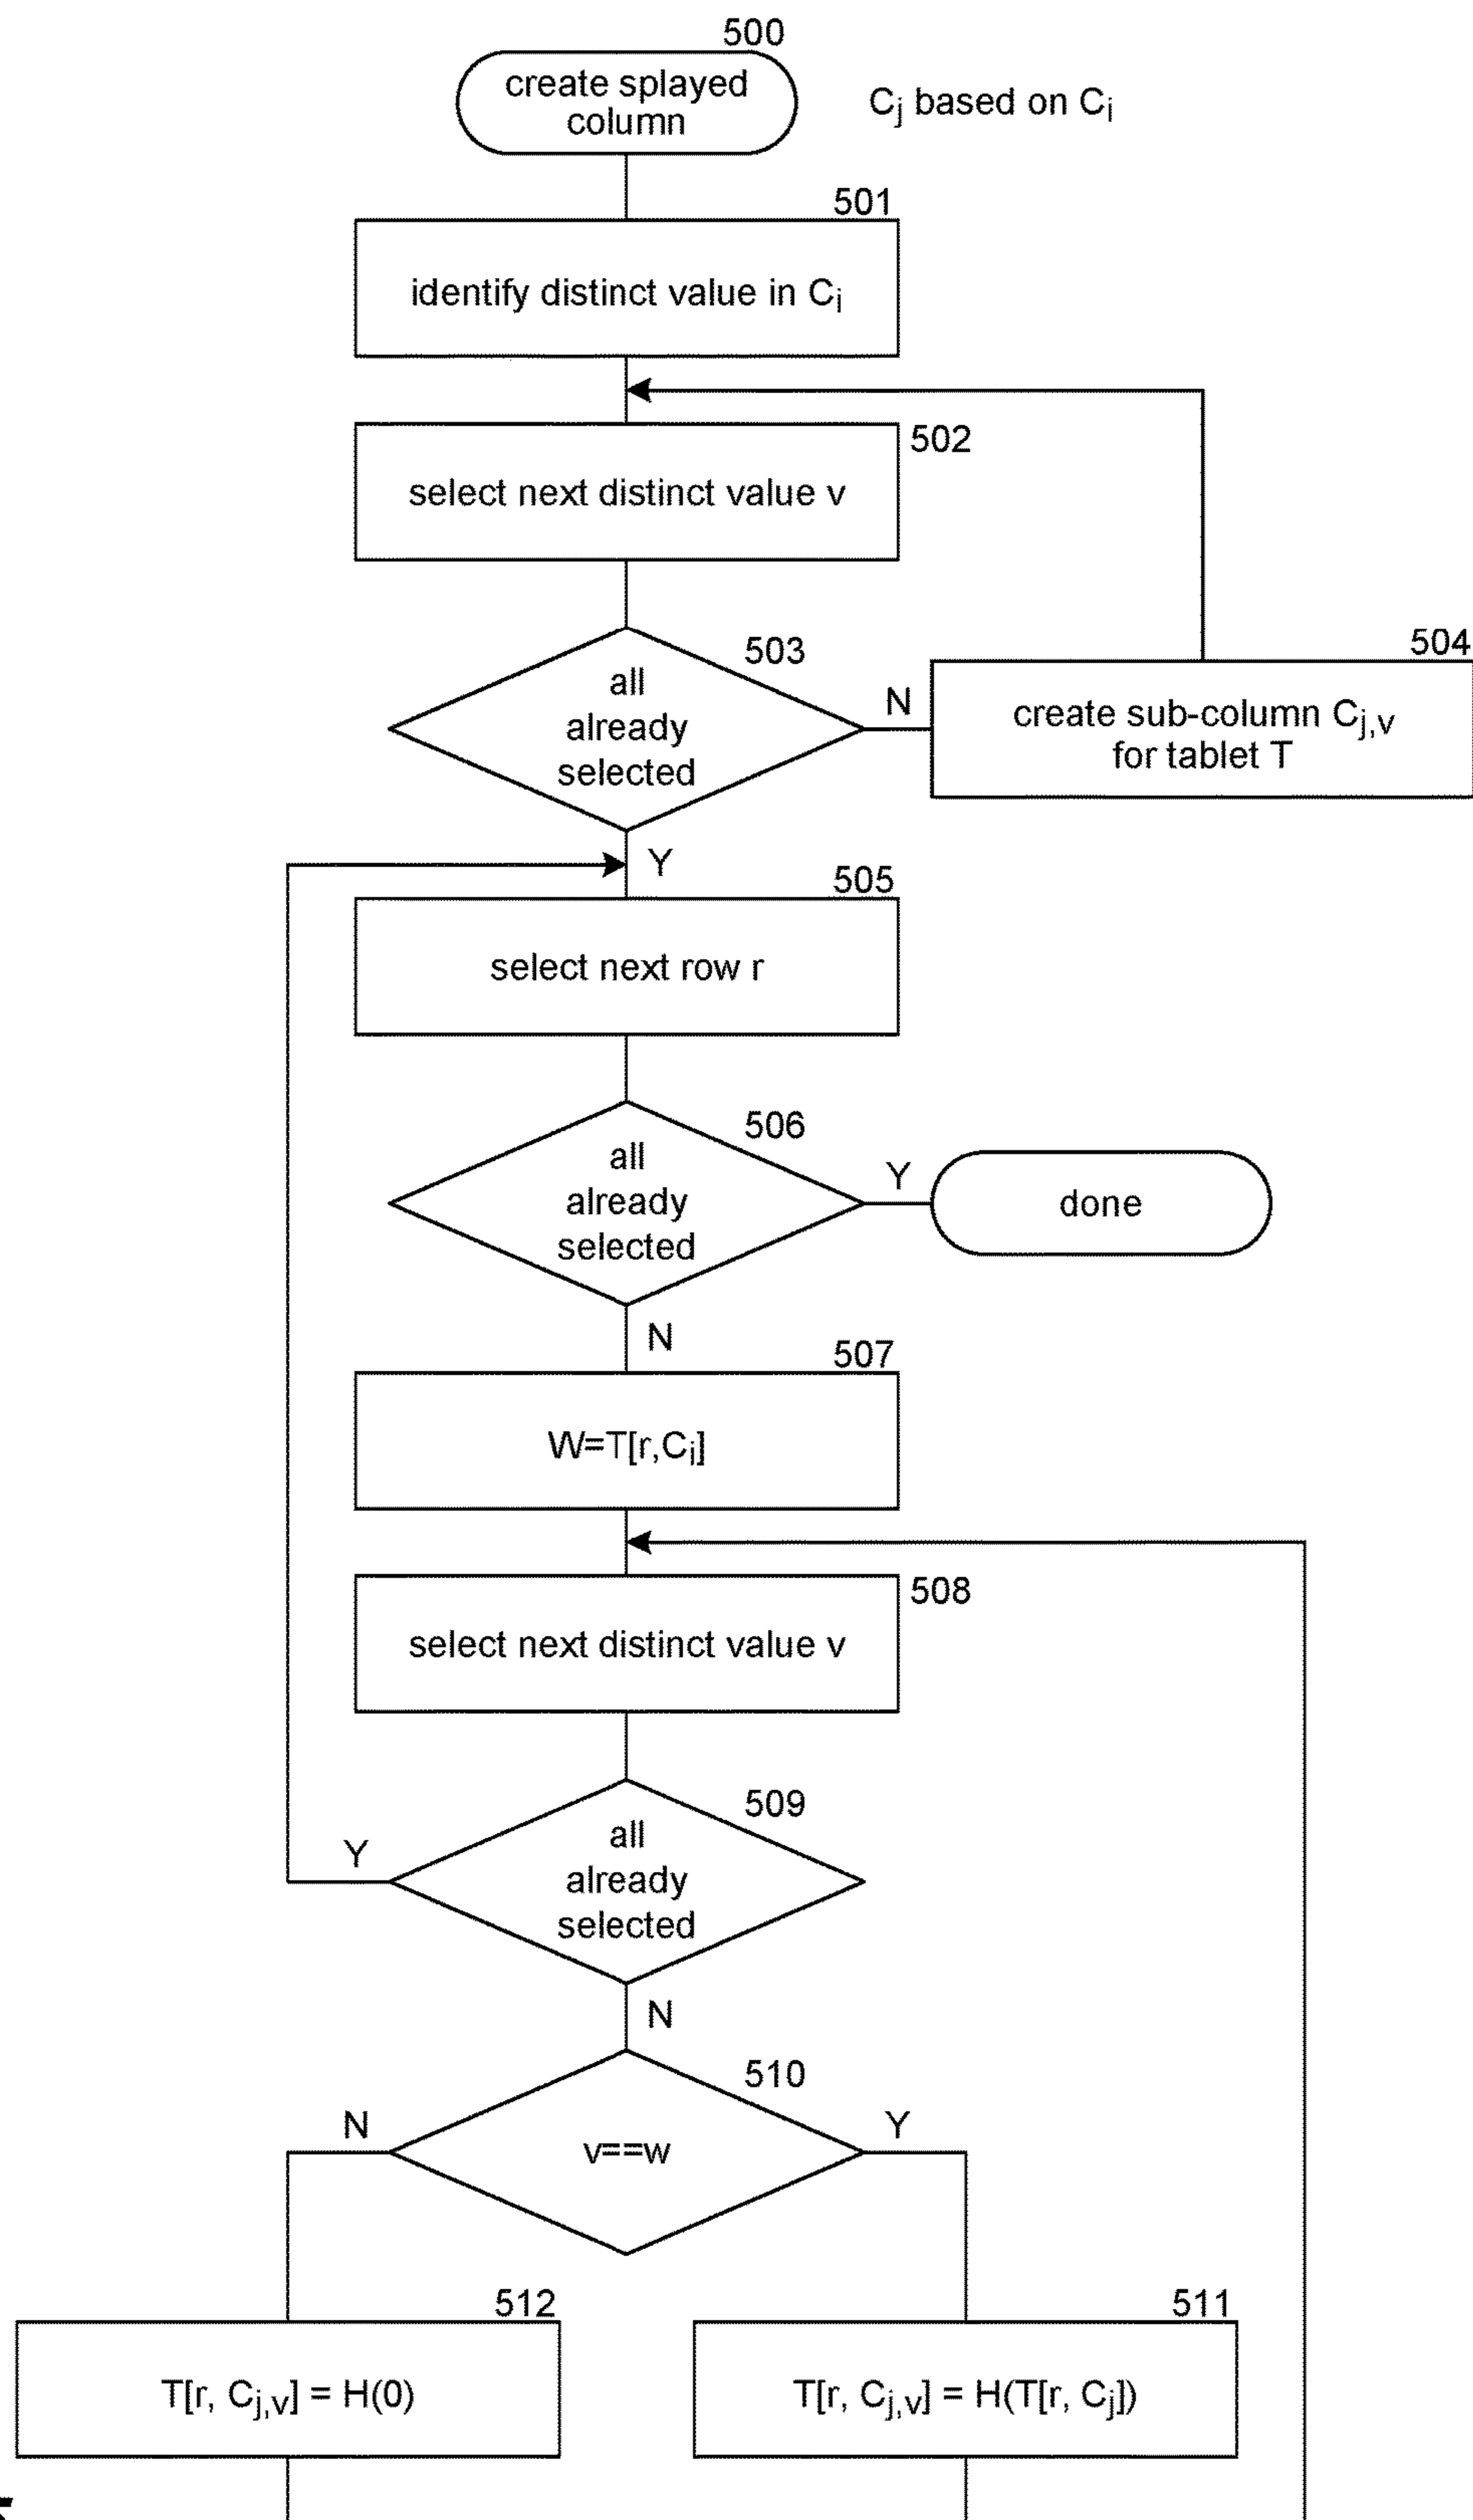 500
create splayed
column
Cj based on Ci
501
identify distinct value in Ci
502
select next distinct value v
503
all
already
selected
N
504
create sub-column Cj,v
for tablet T
Y
505
select next row r
506
all
already
selected
Y
done
N
507
W=T[r,Ci]
508
select next distinct value v
509
all
already
selected
Y
N
510
v==w
N
Y
512
T[r, Cj,v] = H(0)
511
T[r, Cj,v] = H(T[r, Cj])